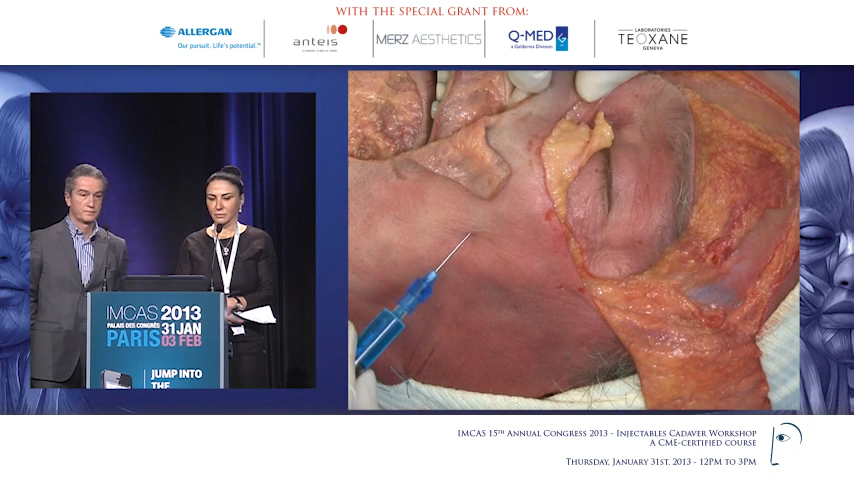 WITH THE SPECIAL GRANT FROM:
ALLERGAN
Our pursuit. Life's potential.™
anteis
MERZ AESTHETICS
Q-MED
a Galderma Division
LABORATORIES
TEOXANE
GENEVA
IMCAS 2013
PALAIS DES CONGRÈS 31 JAN
PARIS 03 FEB
JUMP INTO
THE
IMCAS 15TH ANNUAL CONGRESS 2013 - INJECTABLES CADAVER WORKSHOP
A CME-CERTIFIED COURSE
THURSDAY, JANUARY 31ST, 2013 - 12PM TO 3PM